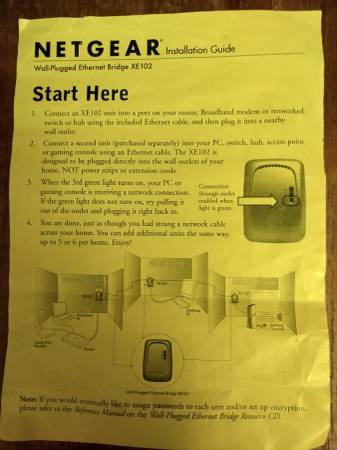 NETGEAR® Installation Guide
Wall-Plugged Ethernet Bridge XE102
Start Here
1. Connect an XE102 unit into a port on your router, Broadband modem or networked
switch or hub using the included Ethernet cable, and then plug it into a nearby
wall outlet.
2. Connect a second unit (purchased separately) into your PC, switch, hub, access point
or gaming console using an Ethernet cable. The XE102 is
designed to be plugged directly into the wall outlets of your
home, NOT power strips or extension cords.
3. When the 3rd green light turns on, your PC or
gaming console is receiving a network connection.
If the green light does not turn on, try pulling it
out of the outlet and plugging it right back in.
Connection
through outlet
enabled when
light is green.
4. You are done, just as though you had strung a network cable
across your home. You can add additional units the same way,
up to 5 or 6 per home. Enjoy!
XE102
XE102
XE102
Router
Gaming
Console
Wall-Plugged Ethernet Bridge XE102
Note: If you would eventually like to assign passwords to each unit and/or set up encryption,
please refer to the Reference Manual on the Wall-Plugged Ethernet Bridge Resource CD.